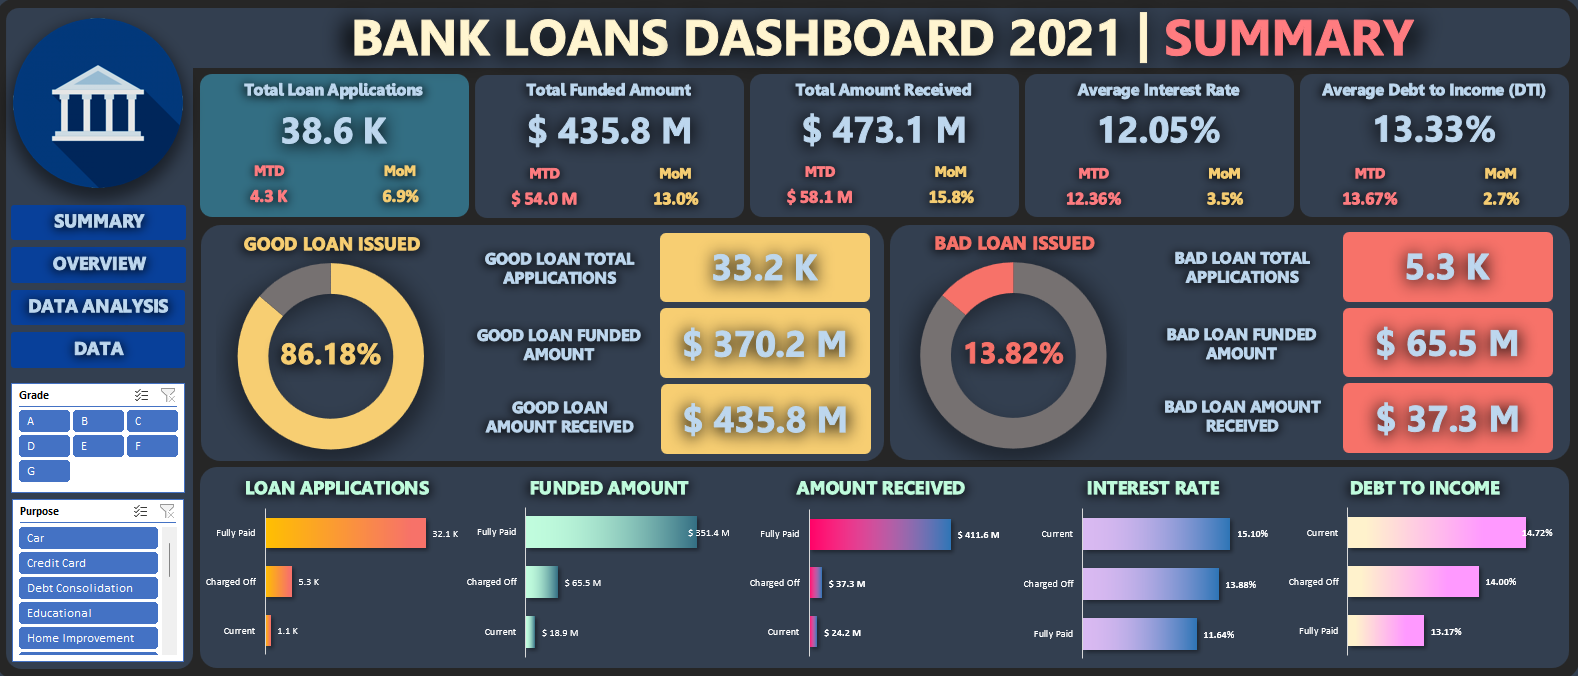 BANK LOANS DASHBOARD 2021 | SUMMARY
Total Loan Applications
38.6 K
MTD
MoM
4.3 K
6.9%
Total Funded Amount
$ 435.8 M
MTD
MoM
$ 54.0 M
13.0%
Total Amount Received
$ 473.1 M
MTD
MoM
$ 58.1 M
15.8%
Average Interest Rate
12.05%
MTD
MoM
12.36%
3.5%
Average Debt to Income (DTI)
13.33%
MTD
MoM
13.67%
2.7%
SUMMARY
OVERVIEW
DATA ANALYSIS
DATA
Grade
A
B
C
D
E
F
G
Purpose
Car
Credit Card
Debt Consolidation
Educational
Home Improvement
GOOD LOAN ISSUED
86.18%
GOOD LOAN TOTAL
APPLICATIONS
33.2 K
GOOD LOAN FUNDED
AMOUNT
$ 370.2 M
GOOD LOAN
AMOUNT RECEIVED
$ 435.8 M
BAD LOAN ISSUED
13.82%
BAD LOAN TOTAL
APPLICATIONS
5.3 K
BAD LOAN FUNDED
AMOUNT
$ 65.5 M
BAD LOAN AMOUNT
RECEIVED
$ 37.3 M
LOAN APPLICATIONS
Fully Paid
32.1 K
Charged Off
5.3 K
Current
1.1 K
FUNDED AMOUNT
Fully Paid
$ 351.4 M
Charged Off
$ 65.5 M
Current
$ 18.9 M
AMOUNT RECEIVED
Fully Paid
$ 411.6 M
Charged Off
$ 37.3 M
Current
$ 24.2 M
INTEREST RATE
Current
15.10%
Charged Off
13.88%
Fully Paid
11.64%
DEBT TO INCOME
Current
14.72%
Charged Off
14.00%
Fully Paid
13.17%